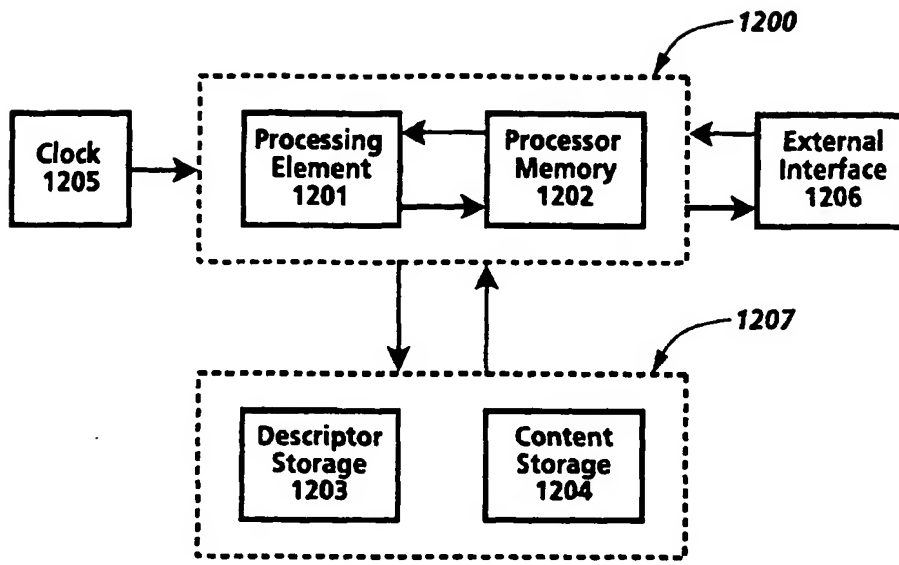 1200
Clock
1205
Processing
Element
1201
Processor
Memory
1202
External
Interface
1206
1207
Descriptor
Storage
1203
Content
Storage
1204